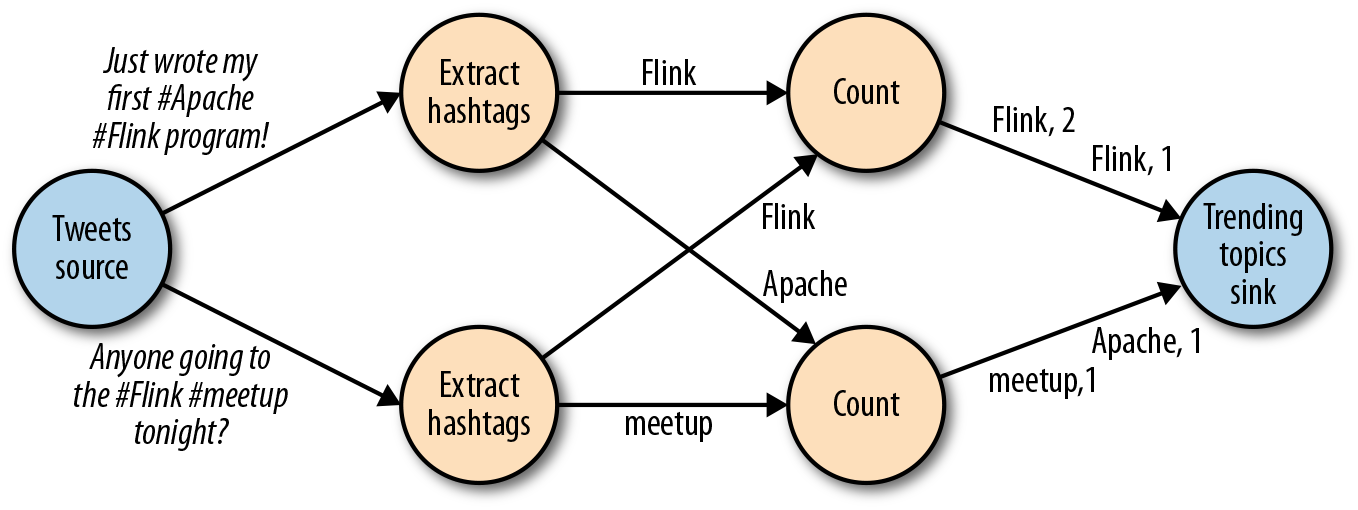 Just wrote my
first #Apache
#Flink program!
Tweets
source
Anyone going to
the #Flink #meetup
tonight?
Extract
hashtags
Extract
hashtags
Flink
Flink
Apache
meetup
Count
Count
Flink, 2
Flink, 1
Apache, 1
meetup,1
Trending
topics
sink